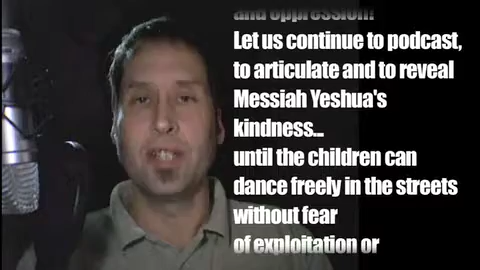 and oppression!
Let us continue to podcast,
to articulate and to reveal
Messiah Yeshua's
kindness...
until the children can
dance freely in the streets
without fear
of exploitation or